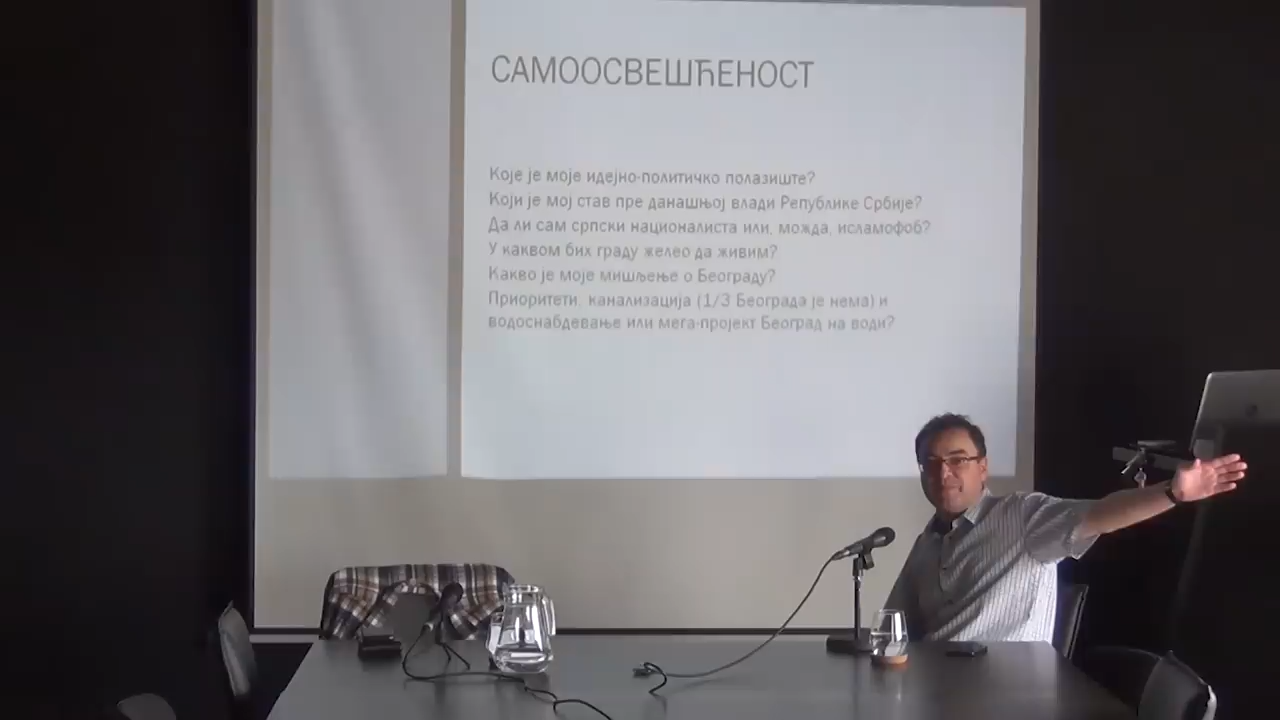 САМООСВЕШЋЕНОСТ
Које је моје идејно-политичко полазиште?
Који је мој став пре данашњој влади Републике Србије?
Да ли сам српски националиста или, можда, исламофоб?
У каквом бих граду желео да живим?
Какво је моје мишљење о Београду?
Приоритети, канализација (1/3 Београда је нема) и
водоснабдевање или мега-пројект Београд на води?